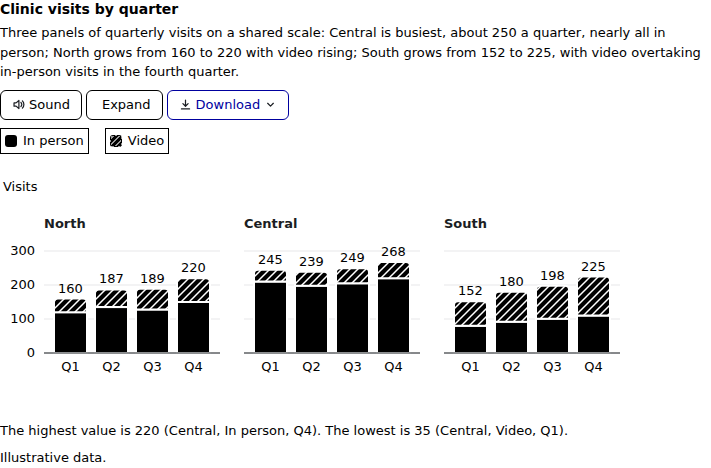 Clinic visits by quarter
Three panels of quarterly visits on a shared scale: Central is busiest, about 250 a quarter, nearly all in
person; North grows from 160 to 220 with video rising; South grows from 152 to 225, with video overtaking
in-person visits in the fourth quarter.
Sound Expand Download
In person Video
Visits
North Central South
300
200
100
0
160 187 189 220
245 239 249 268
152 180 198 225
Q1 Q2 Q3 Q4 Q1 Q2 Q3 Q4 Q1 Q2 Q3 Q4
The highest value is 220 (Central, In person, Q4). The lowest is 35 (Central, Video, Q1).
Illustrative data.